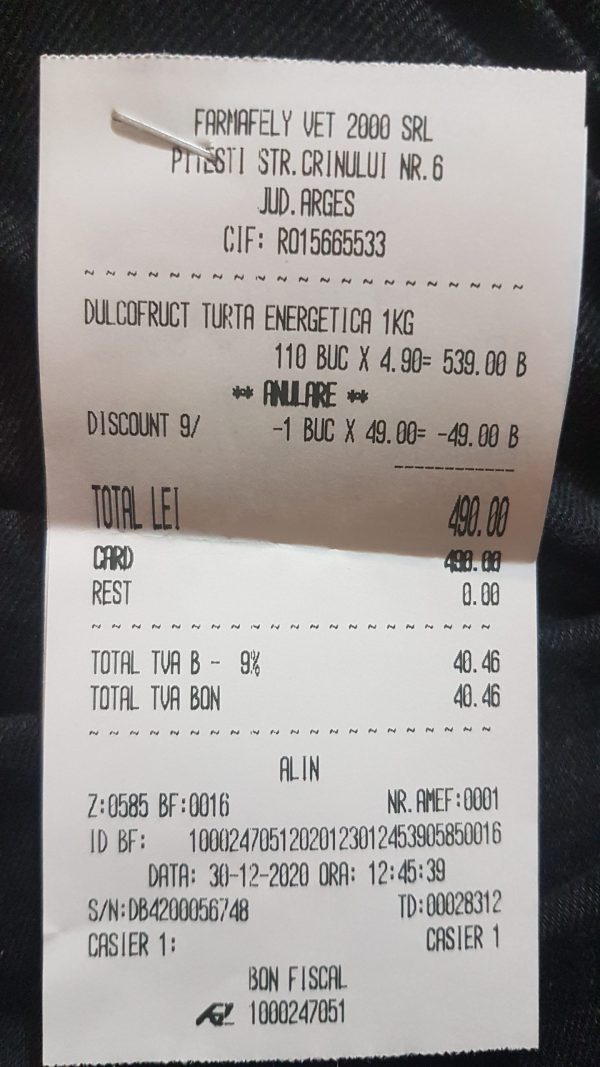 FARMAFELY VET 2000 SRL
PITESTI STR.CRINULUI NR.6
JUD.ARGES
CIF: RO15665533
~ ~ ~ ~ ~ ~ ~ ~ ~ ~ ~ ~ ~ ~ ~ ~ ~ ~ ~ ~ ~
DULCOFRUCT TURTA ENERGETICA 1KG
110 BUC X 4.90= 539.00 B
** ANULARE **
DISCOUNT 9/ -1 BUC X 49.00= -49.00 B
------------
TOTAL LEI 490.00
CARD 490.00
REST 0.00
~ ~ ~ ~ ~ ~ ~ ~ ~ ~ ~ ~ ~ ~ ~ ~ ~ ~ ~ ~ ~
TOTAL TVA B - 9% 40.46
TOTAL TVA BON 40.46
~ ~ ~ ~ ~ ~ ~ ~ ~ ~ ~ ~ ~ ~ ~ ~ ~ ~ ~ ~ ~
ALIN
Z:0585 BF:0016 NR.AMEF:0001
ID BF: 10002470512020123012453905850016
DATA: 30-12-2020 ORA: 12:45:39
S/N:DB4200056748 TD:00028312
CASIER 1: CASIER 1
BON FISCAL
1000247051